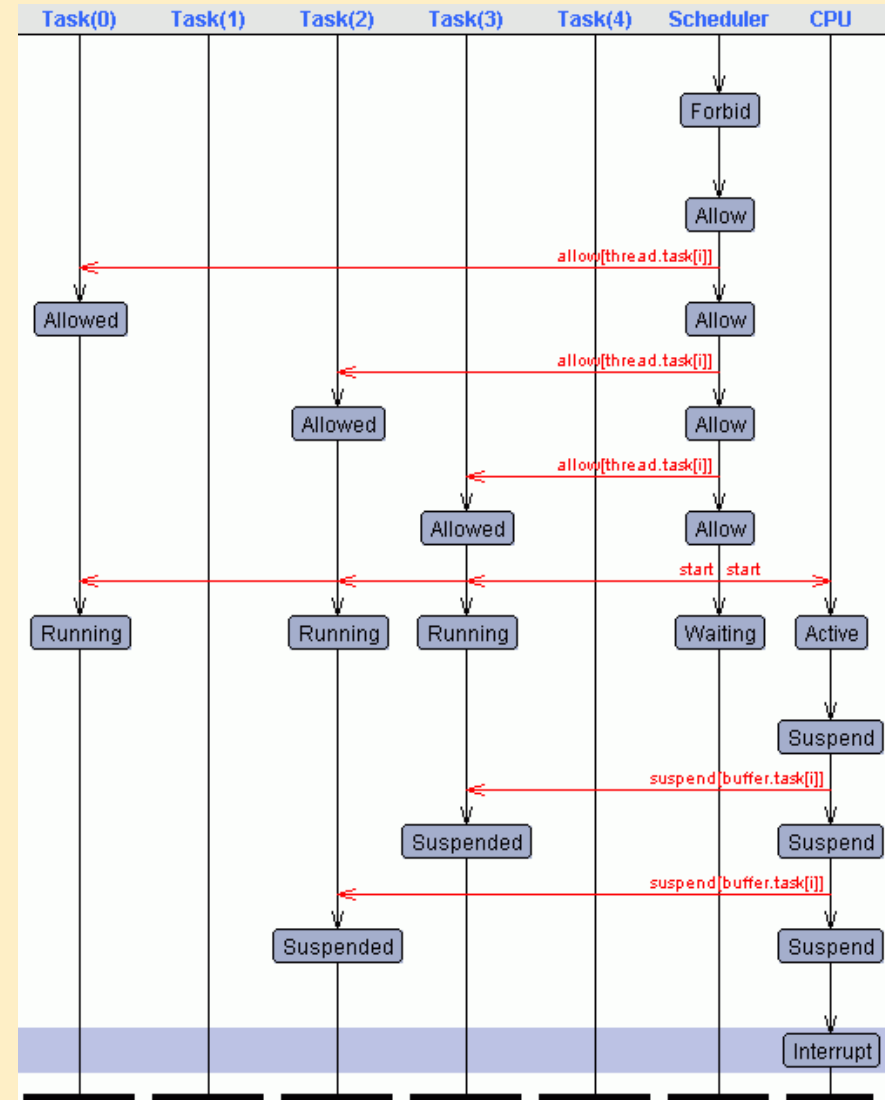 Task(0) Task(1) Task(2) Task(3) Task(4) Scheduler CPU
Forbid
Allow
allow[thread.task[i]]
Allowed Allow
allow[thread.task[i]]
Allowed Allow
allow[thread.task[i]]
Allowed Allow
start start
Running Running Running Waiting Active
Suspend
suspend[buffer.task[i]]
Suspended Suspend
suspend[buffer.task[i]]
Suspended Suspend
Interrupt